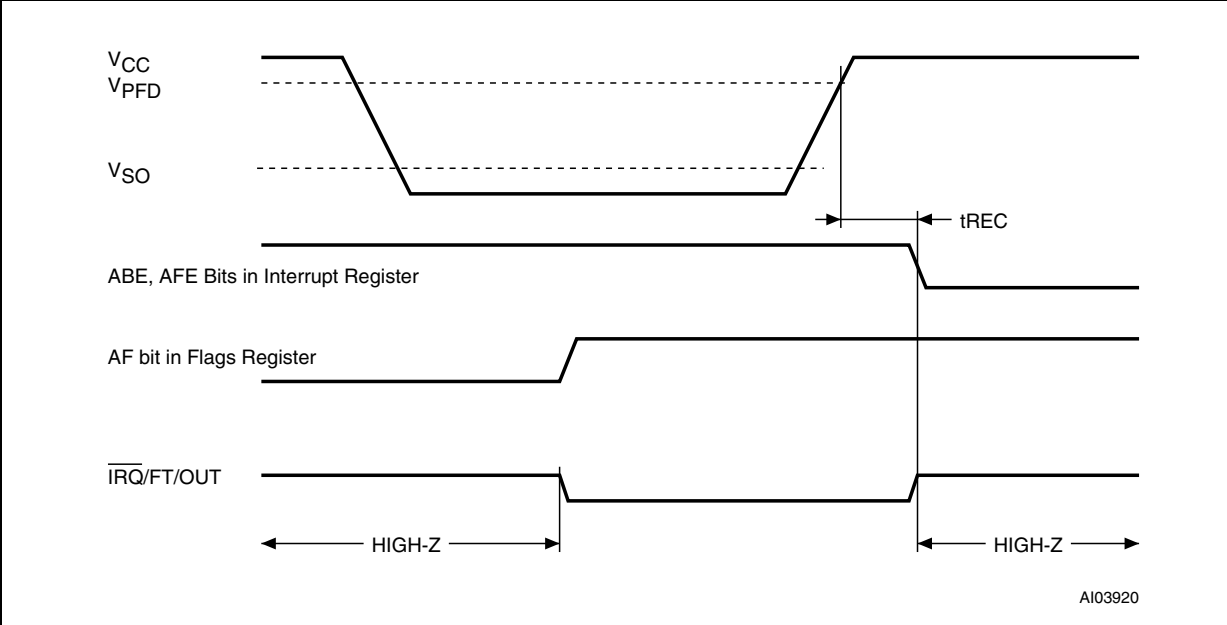 VCC
VPFD
VSO
tREC
ABE, AFE Bits in Interrupt Register
AF bit in Flags Register
IRQ/FT/OUT
HIGH-Z
HIGH-Z
AI03920